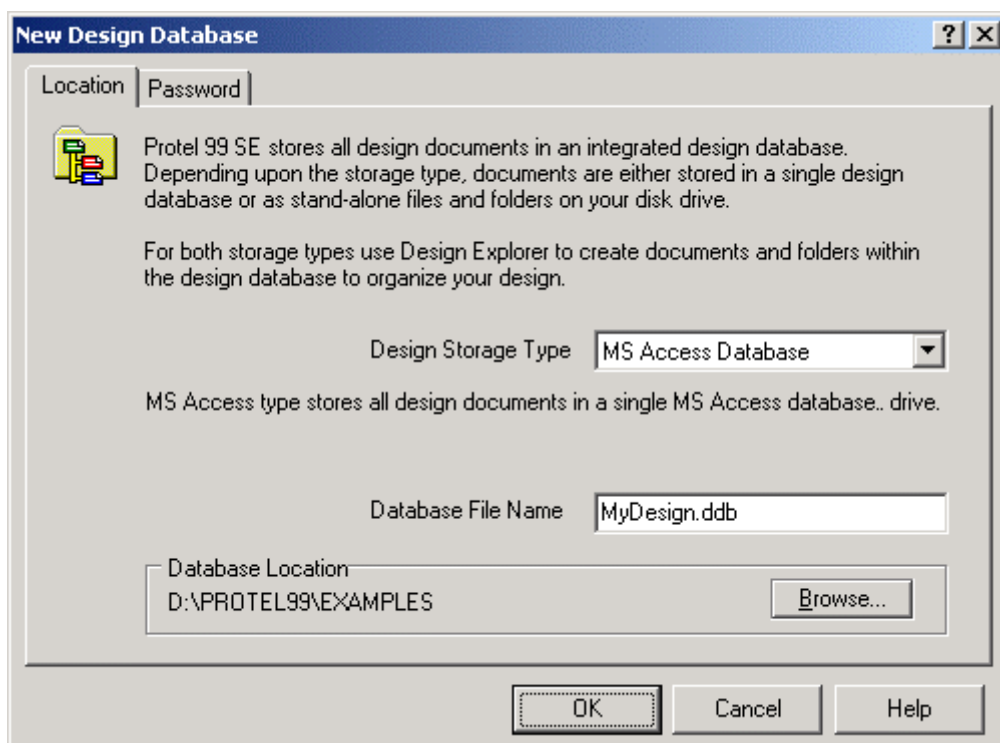 New Design Database
Location
Password
Protel 99 SE stores all design documents in an integrated design database.
Depending upon the storage type, documents are either stored in a single design
database or as stand-alone files and folders on your disk drive.
For both storage types use Design Explorer to create documents and folders within
the design database to organize your design.
Design Storage Type
MS Access Database
MS Access type stores all design documents in a single MS Access database.. drive.
Database File Name
MyDesign.ddb
Database Location
D:\PROTEL99\EXAMPLES
Browse...
OK
Cancel
Help